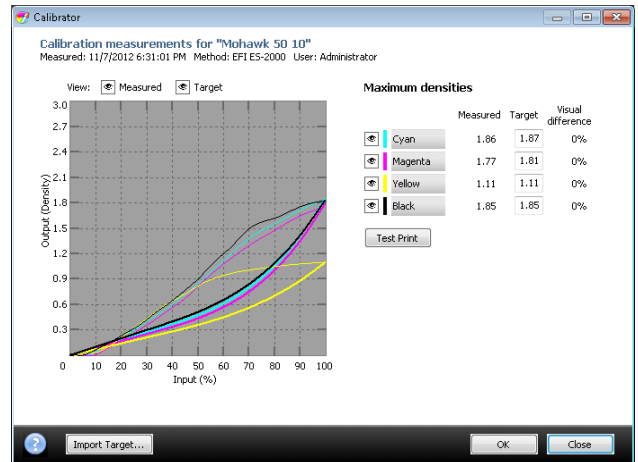 Calibrator
Calibration measurements for "Mohawk 50 10"
Measured: 11/7/2012 6:31:01 PM Method: EFI ES-2000 User: Administrator
View: Measured Target
Output (Density)
3.0
2.7
2.4
2.1
1.8
1.5
1.2
0.9
0.6
0.3
0 10 20 30 40 50 60 70 80 90 100
Input (%)
Maximum densities
Measured Target Visual difference
Cyan 1.86 1.87 0%
Magenta 1.77 1.81 0%
Yellow 1.11 1.11 0%
Black 1.85 1.85 0%
Test Print
? Import Target... OK Close